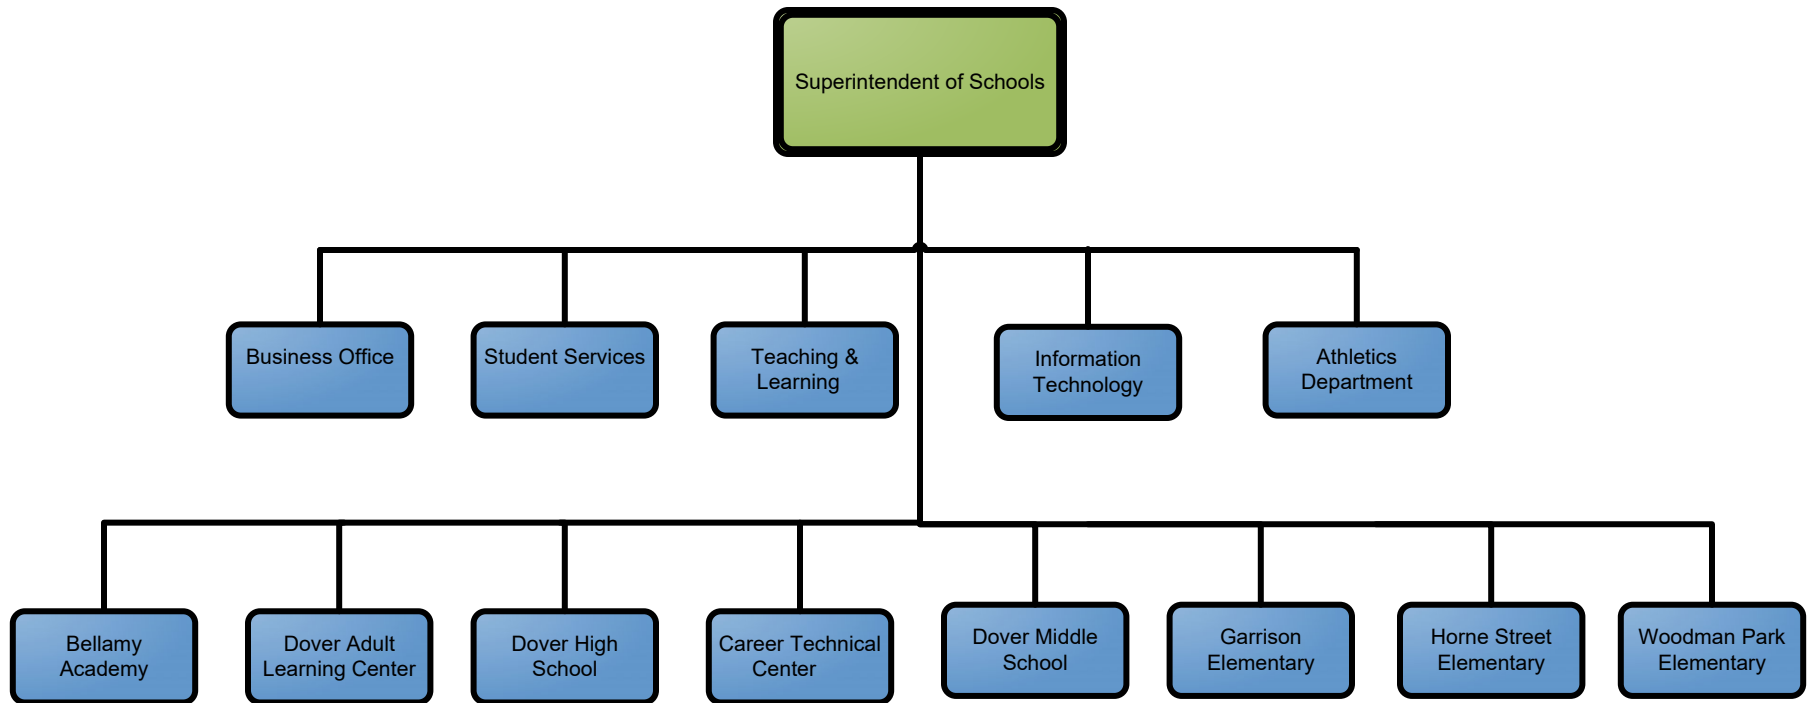 Superintendent of Schools
Business Office
Student Services
Teaching &
Learning
Information
Technology
Athletics
Department
Bellamy
Academy
Dover Adult
Learning Center
Dover High
School
Career Technical
Center
Dover Middle
School
Garrison
Elementary
Horne Street
Elementary
Woodman Park
Elementary